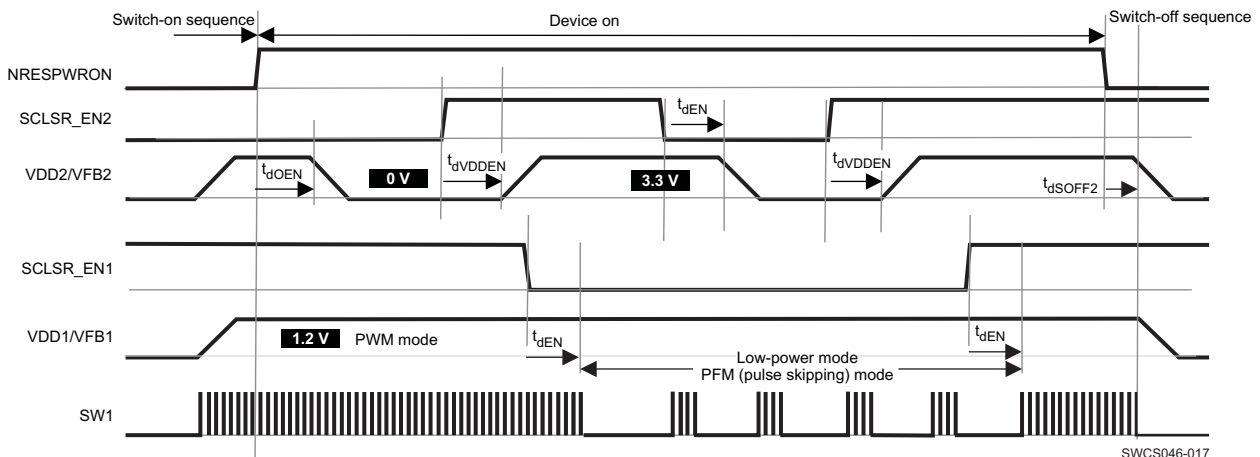 Switch-on sequence
Device on
Switch-off sequence
NRESPWRON
SCLSR_EN2
tdEN
VDD2/VFB2
tdOEN
0 V
tdVDDEN
3.3 V
tdVDDEN
tdSOFF2
SCLSR_EN1
VDD1/VFB1
1.2 V
PWM mode
tdEN
Low-power mode
PFM (pulse skipping) mode
tdEN
SW1
SWCS046-017